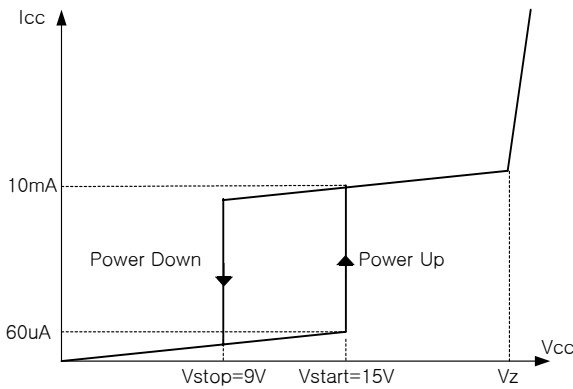 Icc
10mA
Power Down
Power Up
60uA
Vcc
Vstop=9V
Vstart=15V
Vz